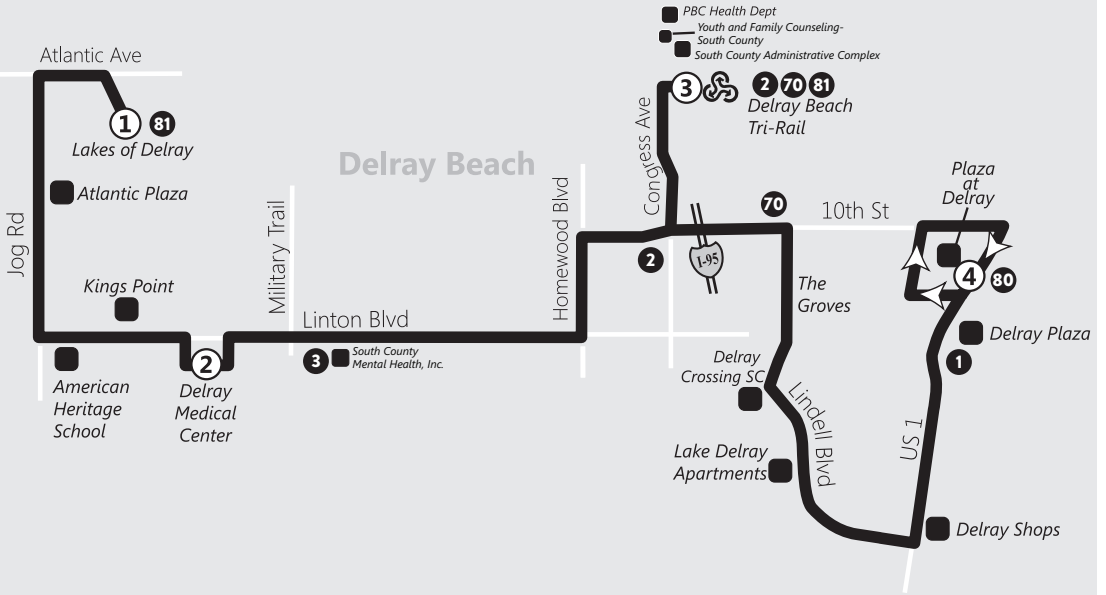 PBC Health Dept
Youth and Family Counseling-
South County
South County Administrative Complex
Atlantic Ave
3
2 70 81
Delray Beach
Tri-Rail
1
81
Lakes of Delray
Congress Ave
Delray Beach
Plaza
at
Delray
Atlantic Plaza
Homewood Blvd
70
10th St
Military Trail
Jog Rd
2
I-95
4
80
Kings Point
The
Groves
Linton Blvd
Delray Plaza
3
South County
Mental Health, Inc.
2
1
American
Heritage
School
Delray
Medical
Center
Delray
Crossing SC
Lindell Blvd
US 1
Lake Delray
Apartments
Delray Shops